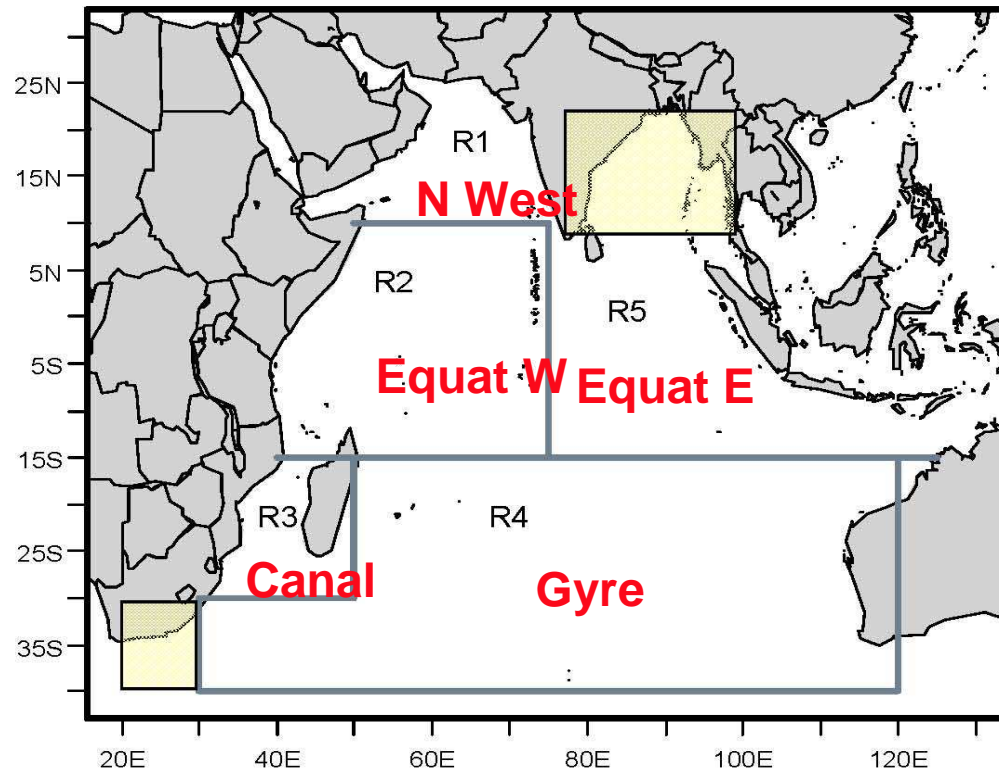 25N
R1
15N
N West
5N
R2
R5
5S
Equat W
Equat E
15S
R3
R4
25S
Canal
Gyre
35S
20E 40E 60E 80E 100E 120E